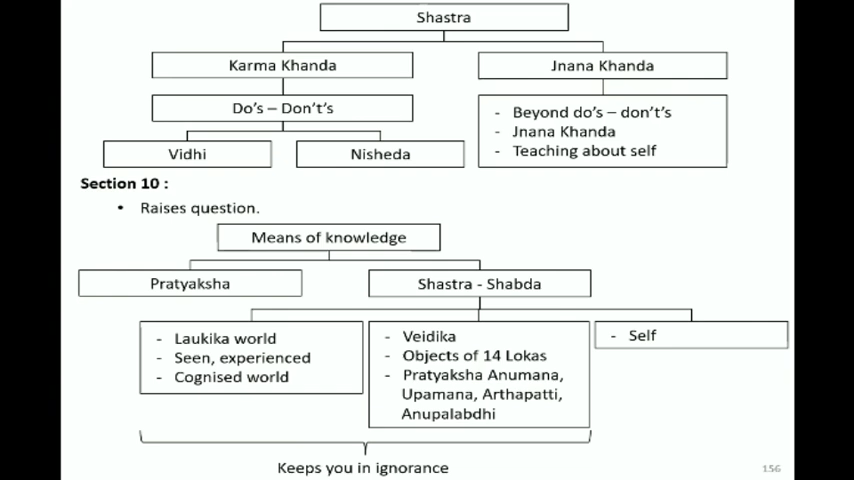 Shastra
Karma Khanda
Jnana Khanda
Do's – Don'ts
- Beyond do's – don'ts
- Jnana Khanda
- Teaching about self
Vidhi
Nisheda
Section 10 :
• Raises question.
Means of knowledge
Pratyaksha
Shastra - Shabda
- Laukika world
- Seen, experienced
- Cognised world
- Veidika
- Objects of 14 Lokas
- Pratyaksha Anumana,
Upamana, Arthapatti,
Anupalabdhi
- Self
Keeps you in ignorance
156